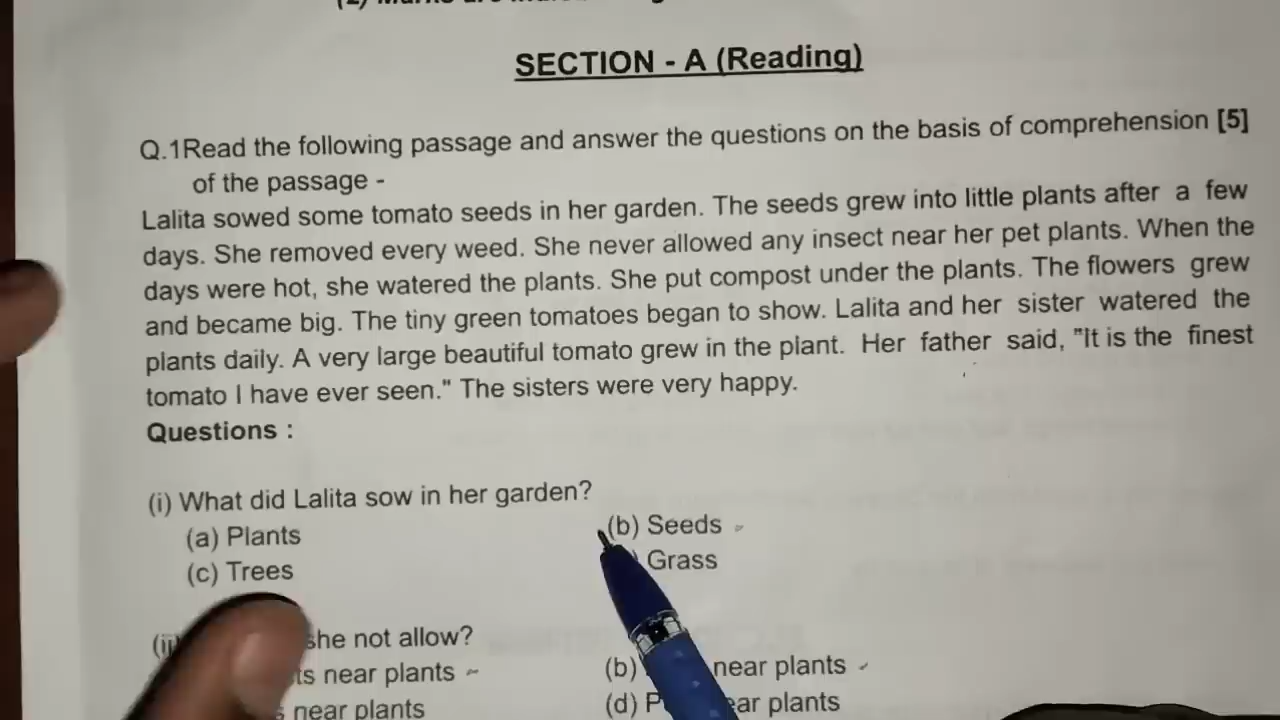 SECTION - A (Reading)
Q.1Read the following passage and answer the questions on the basis of comprehension [5]
of the passage -
Lalita sowed some tomato seeds in her garden. The seeds grew into little plants after a few
days. She removed every weed. She never allowed any insect near her pet plants. When the
days were hot, she watered the plants. She put compost under the plants. The flowers grew
and became big. The tiny green tomatoes began to show. Lalita and her sister watered the
plants daily. A very large beautiful tomato grew in the plant. Her father said, "It is the finest
tomato I have ever seen." The sisters were very happy.
Questions :
(i) What did Lalita sow in her garden?
(a) Plants (b) Seeds
(c) Trees Grass
she not allow?
near plants (b) near plants
near plants (d) near plants